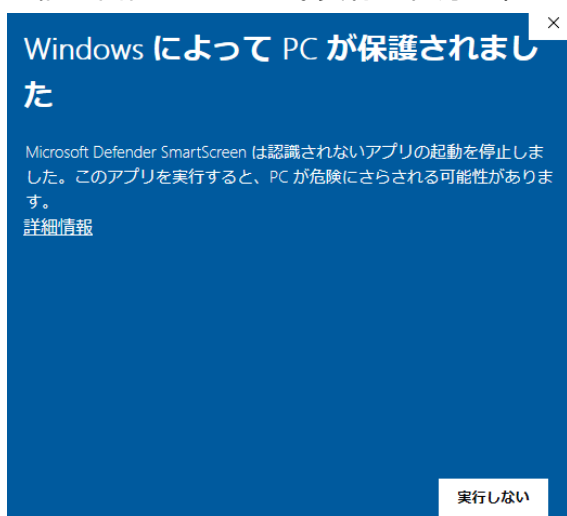 Windows によって PC が保護されまし
た
Microsoft Defender SmartScreen は認識されないアプリの起動を停止しま
した。このアプリを実行すると、PC が危険にさらされる可能性がありま
す。
詳細情報
実行しない